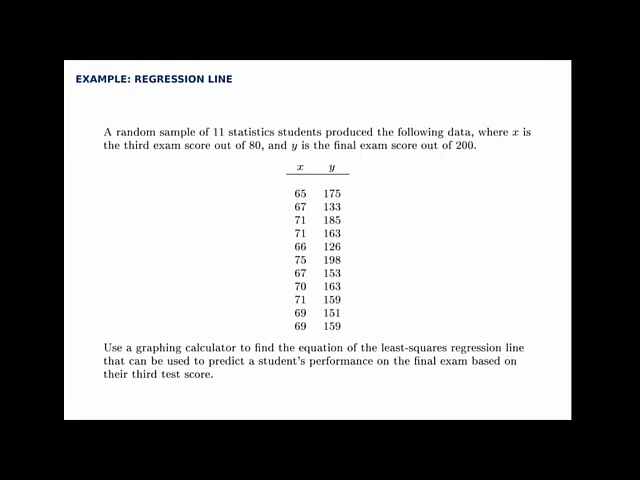 EXAMPLE: REGRESSION LINE
A random sample of 11 statistics students produced the following data, where x is
the third exam score out of 80, and y is the final exam score out of 200.
x y
65 175
67 133
71 185
71 163
66 126
75 198
67 153
70 163
71 159
69 151
69 159
Use a graphing calculator to find the equation of the least-squares regression line
that can be used to predict a student's performance on the final exam based on
their third test score.